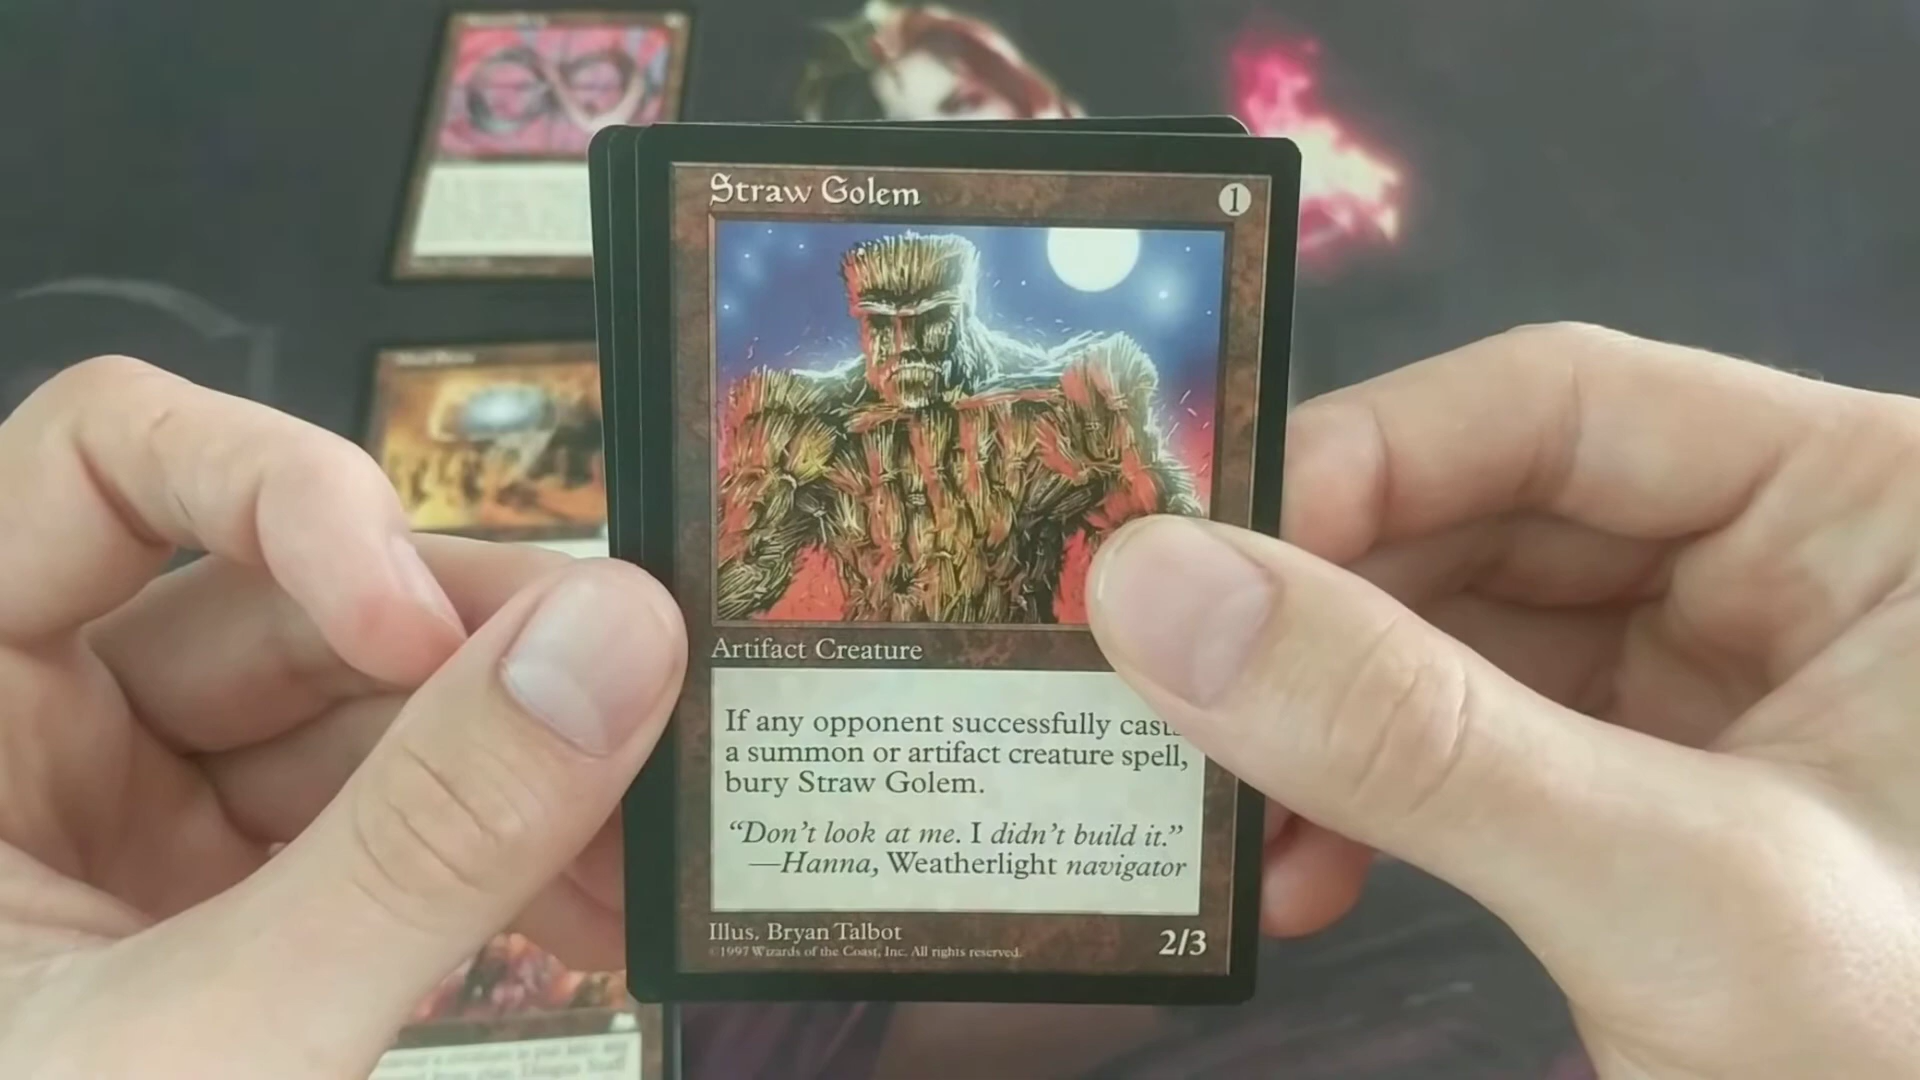 Straw Golem
1
Artifact Creature
If any opponent successfully casts
a summon or artifact creature spell,
bury Straw Golem.
“Don’t look at me. I didn’t build it.”
—Hanna, Weatherlight navigator
Illus. Bryan Talbot
©1997 Wizards of the Coast, Inc. All rights reserved.
2/3